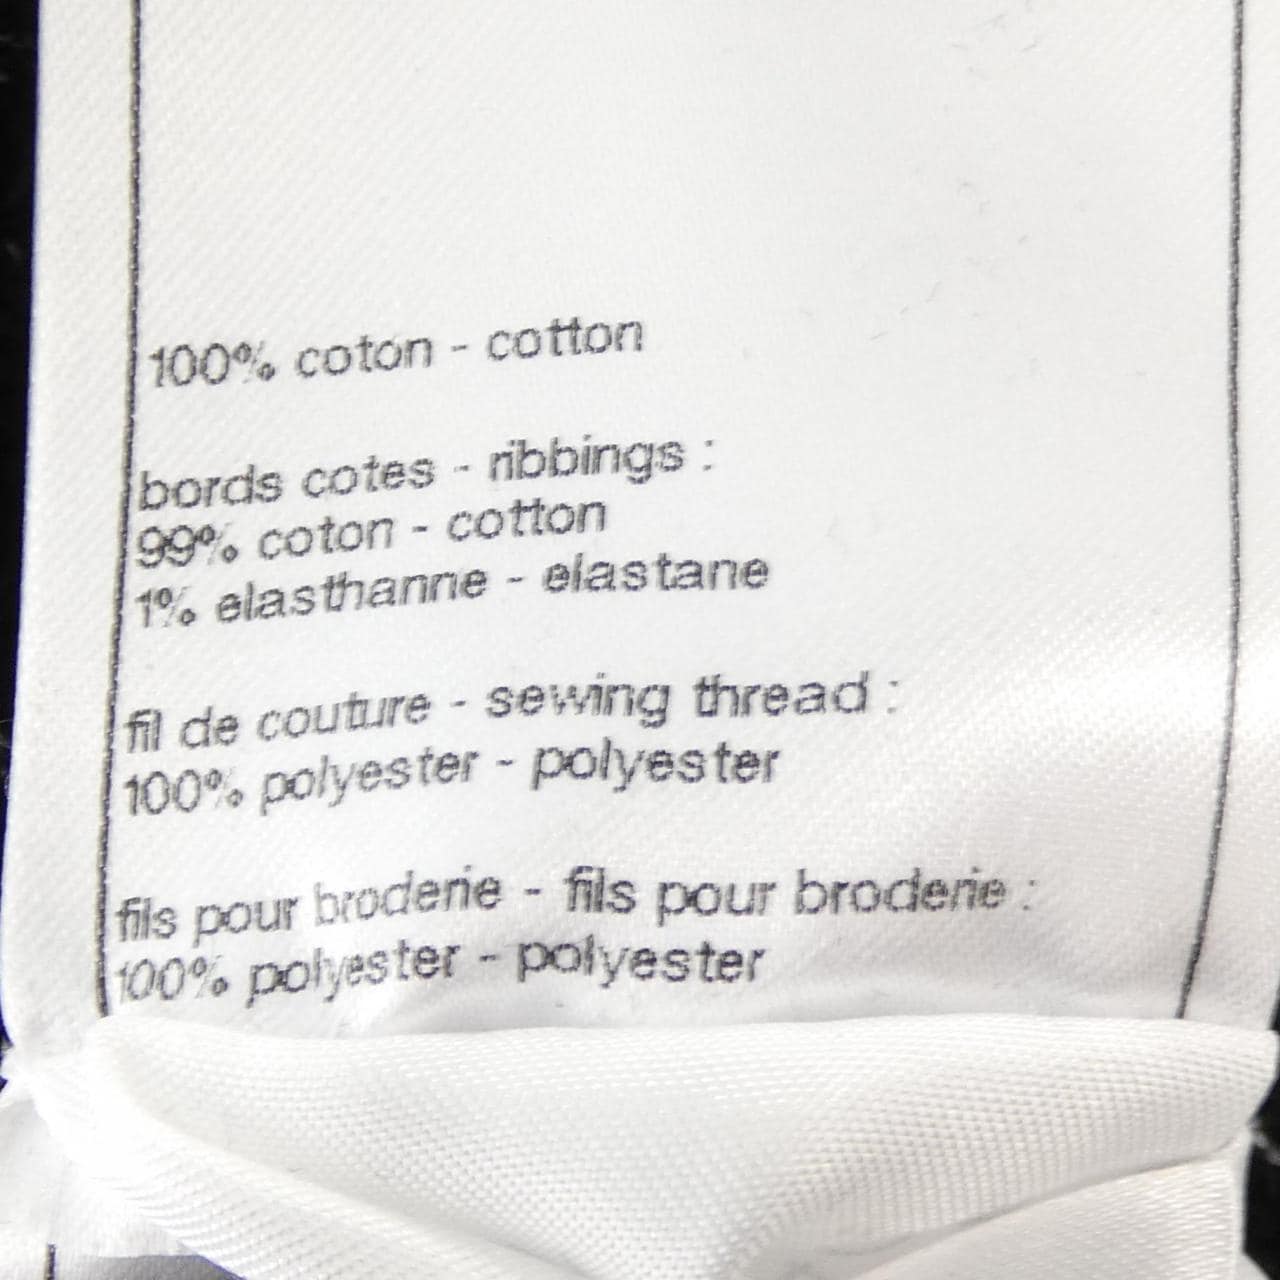 100% coton - cotton
bords cotes - ribbings :
99% coton - cotton
1% elasthanne - elastane
fil de couture - sewing thread :
100% polyester - polyester
fils pour broderie - fils pour broderie :
100% polyester - polyester